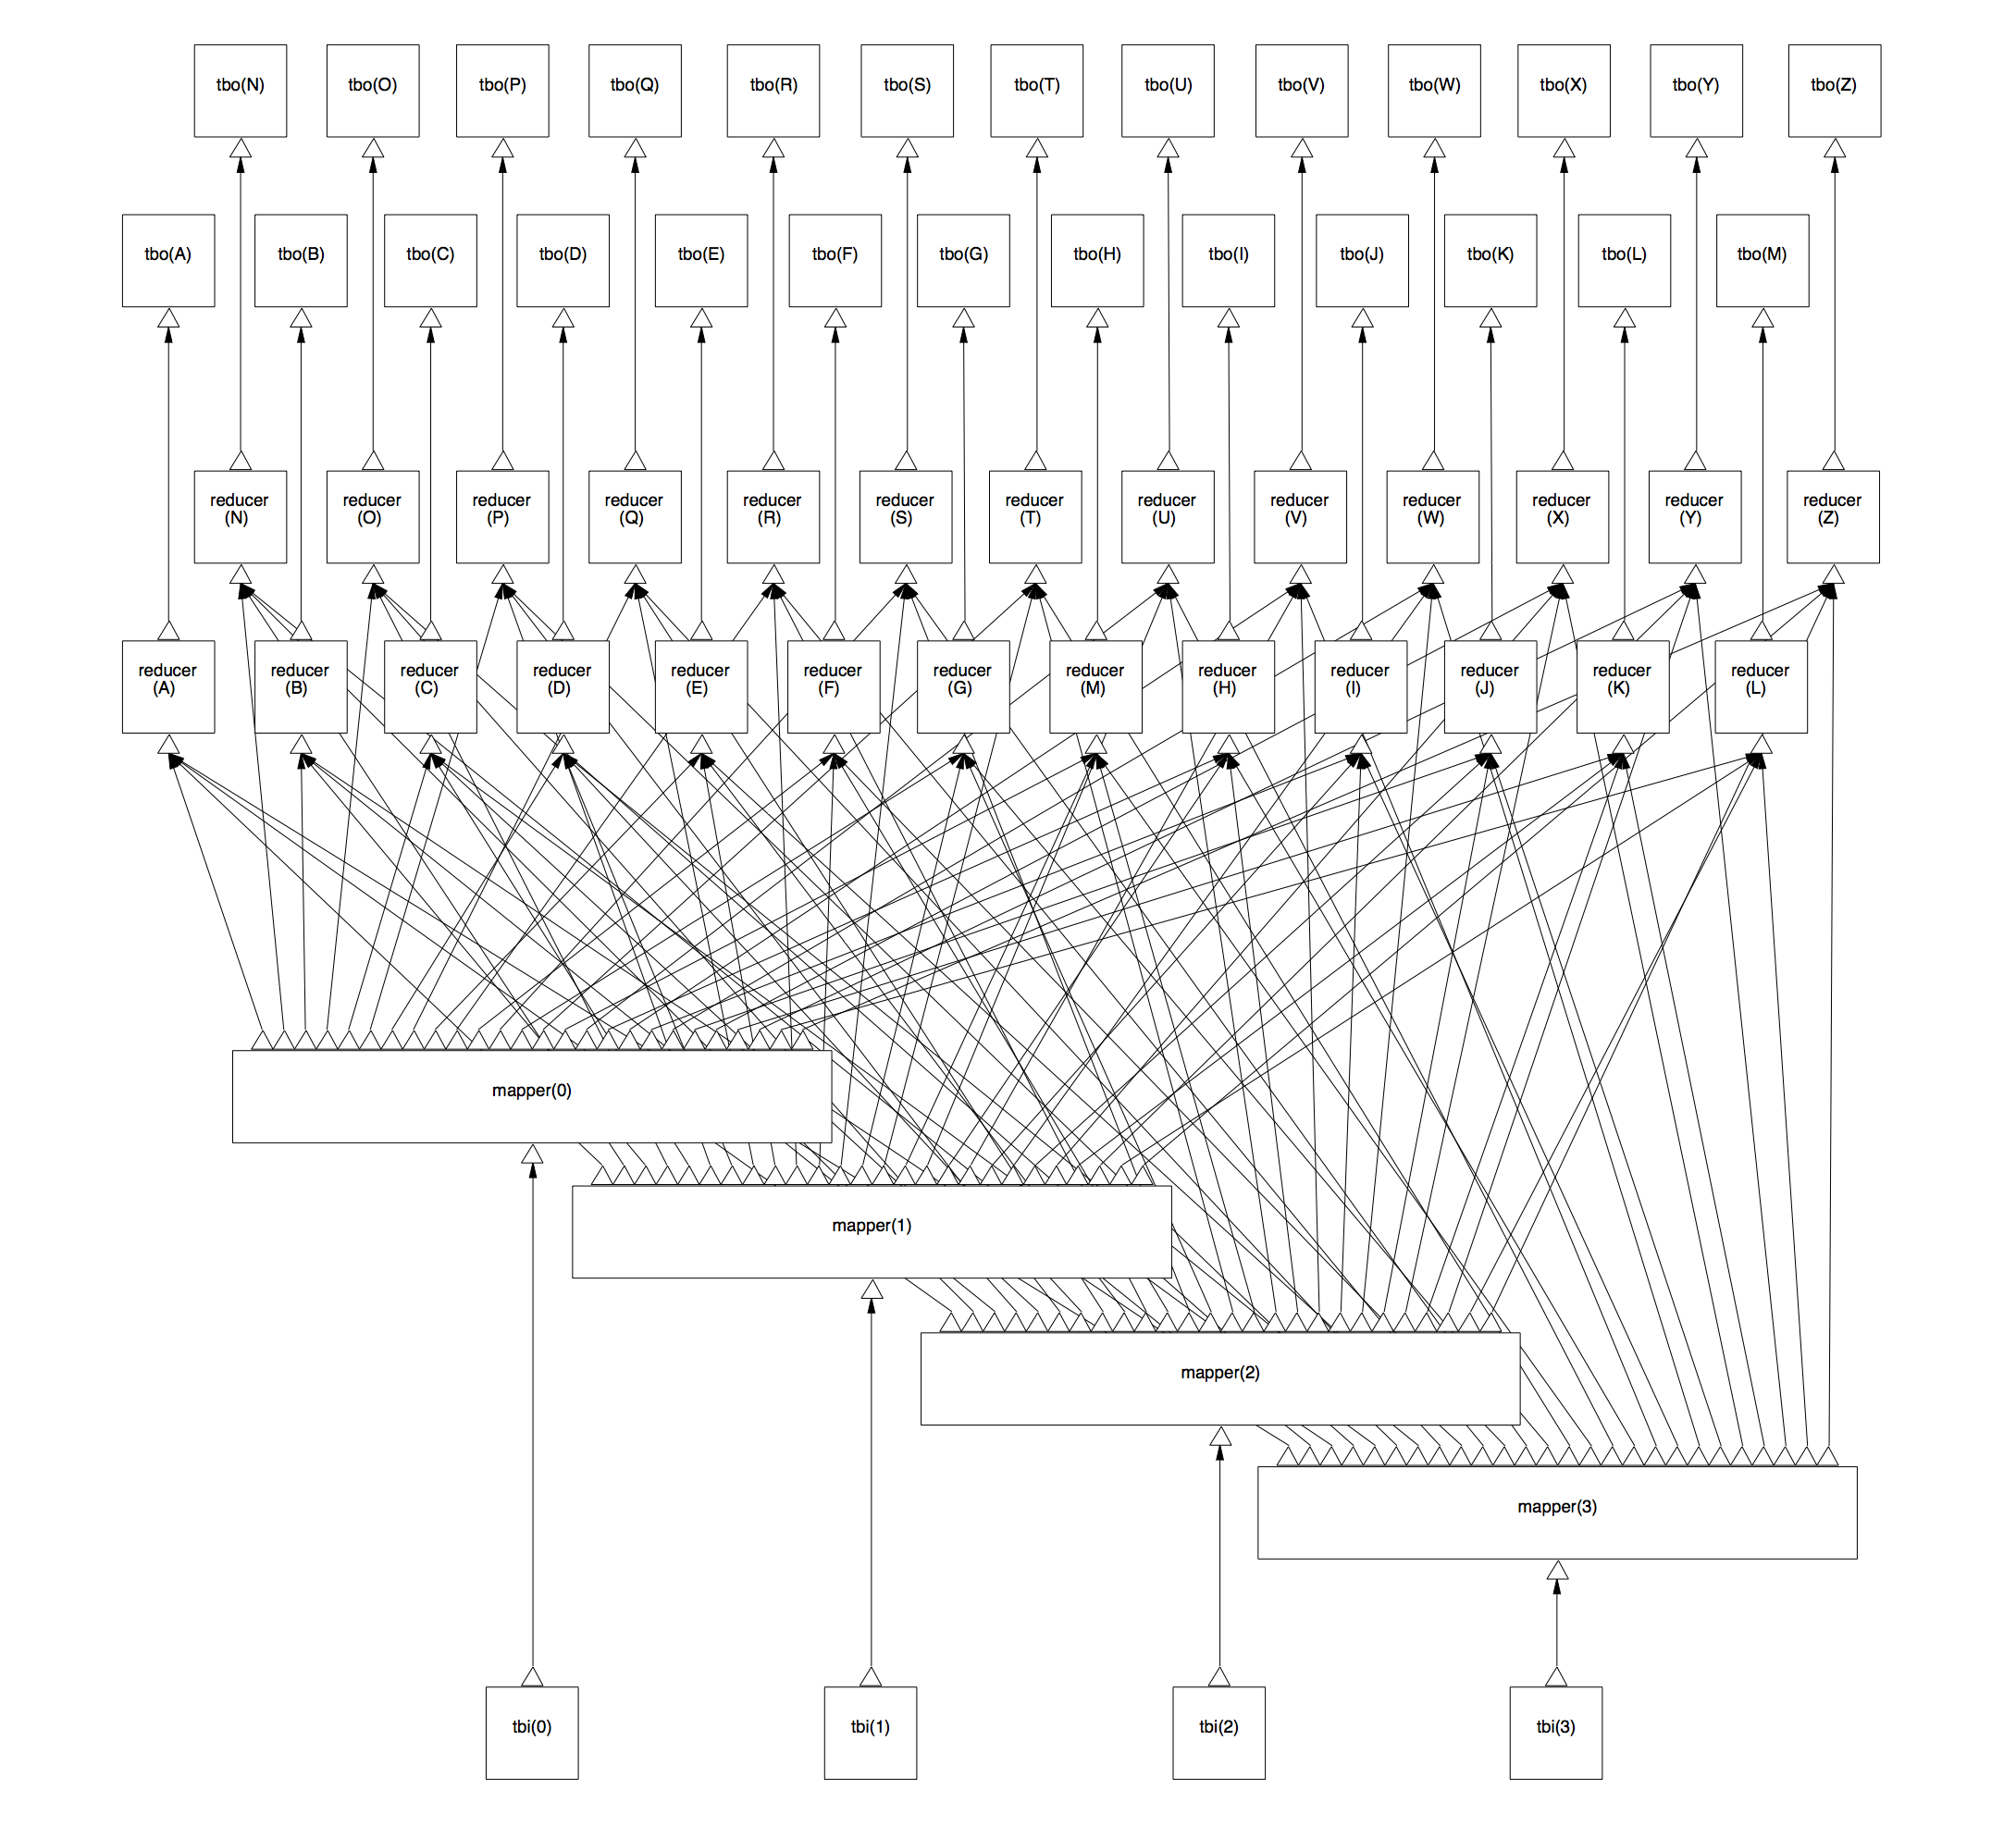 tbo(N)
tbo(O)
tbo(P)
tbo(Q)
tbo(R)
tbo(S)
tbo(T)
tbo(U)
tbo(V)
tbo(W)
tbo(X)
tbo(Y)
tbo(Z)
tbo(A)
tbo(B)
tbo(C)
tbo(D)
tbo(E)
tbo(F)
tbo(G)
tbo(H)
tbo(I)
tbo(J)
tbo(K)
tbo(L)
tbo(M)
reducer
(N)
reducer
(O)
reducer
(P)
reducer
(Q)
reducer
(R)
reducer
(S)
reducer
(T)
reducer
(U)
reducer
(V)
reducer
(W)
reducer
(X)
reducer
(Y)
reducer
(Z)
reducer
(A)
reducer
(B)
reducer
(C)
reducer
(D)
reducer
(E)
reducer
(F)
reducer
(G)
reducer
(M)
reducer
(H)
reducer
(I)
reducer
(J)
reducer
(K)
reducer
(L)
mapper(0)
mapper(1)
mapper(2)
mapper(3)
tbi(0)
tbi(1)
tbi(2)
tbi(3)